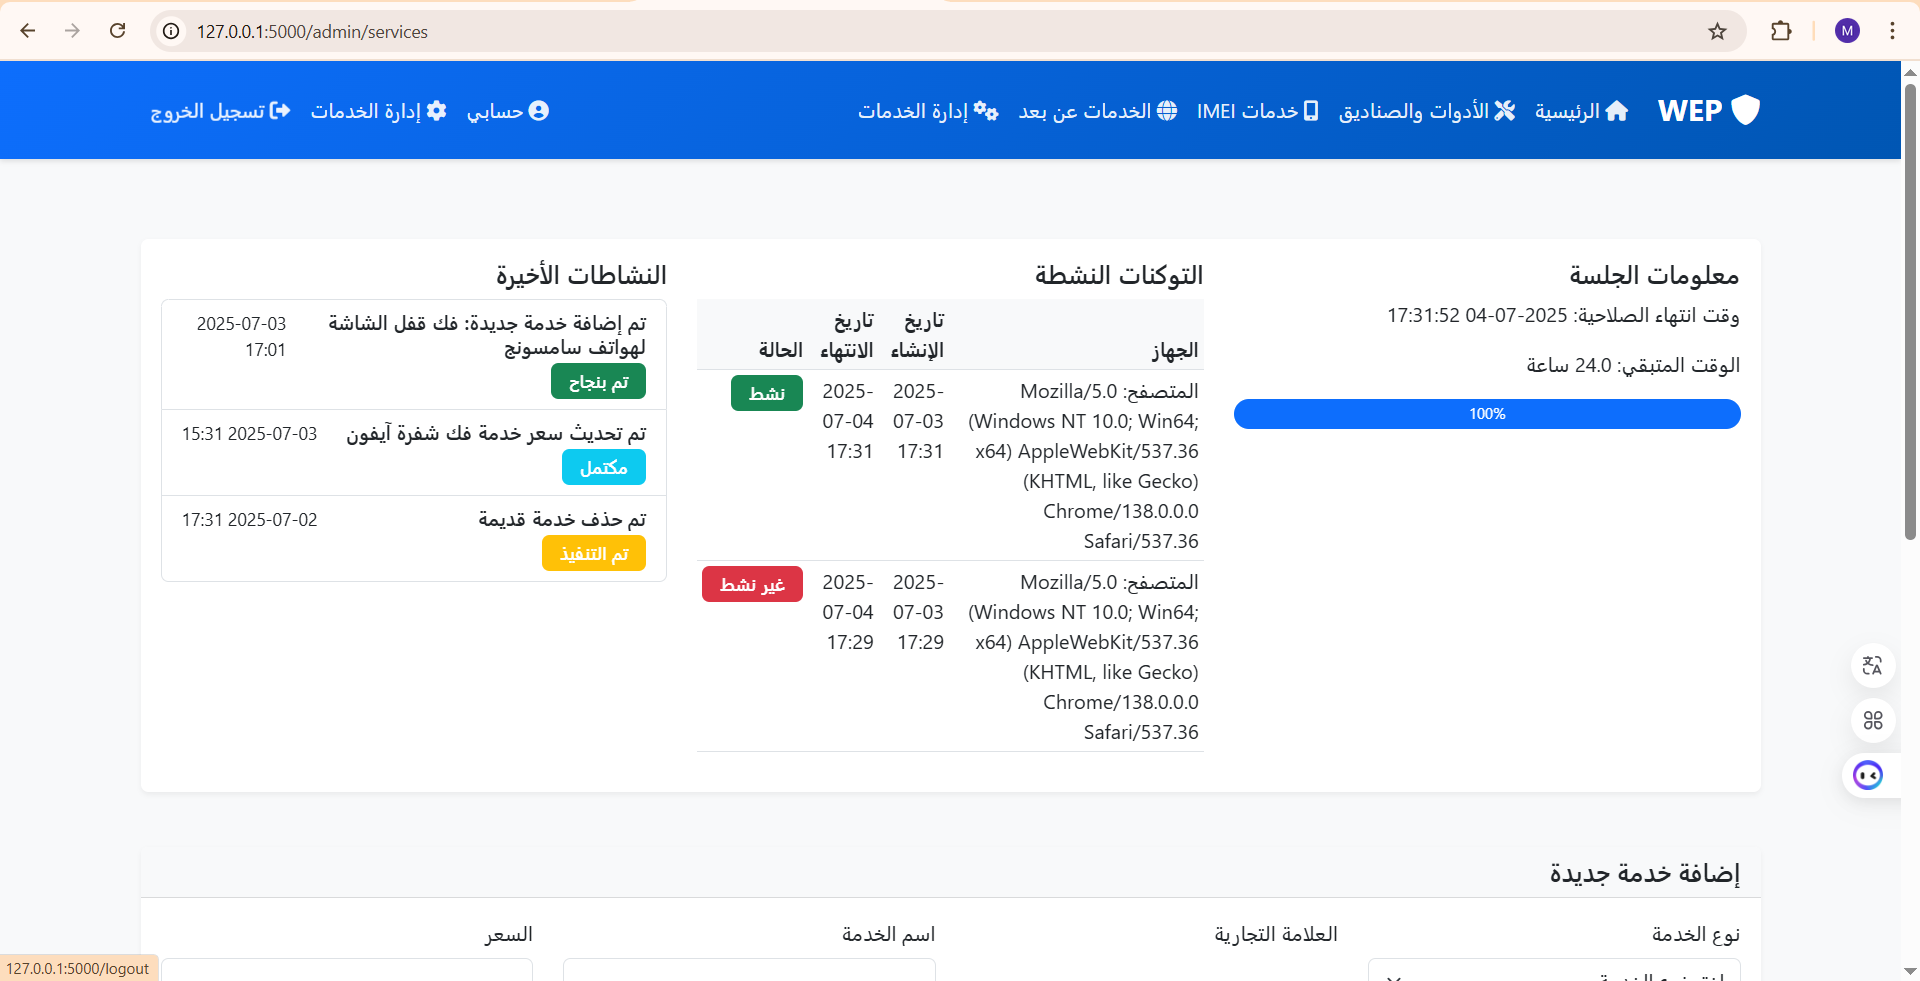 127.0.0.1:5000/admin/services
M
WEP
الرئيسية
الأدوات والصناديق
خدمات IMEI
الخدمات عن بعد
إدارة الخدمات
حسابي
إدارة الخدمات
تسجيل الخروج
معلومات الجلسة
وقت انتهاء الصلاحية: 2025-07-04 17:31:52
الوقت المتبقي: 24.0 ساعة
100%
التوكنات النشطة
الجهاز
تاريخ
الإنشاء
تاريخ
الانتهاء
الحالة
المتصفح: Mozilla/5.0
(Windows NT 10.0; Win64;
x64) AppleWebKit/537.36
(KHTML, like Gecko)
Chrome/138.0.0.0
Safari/537.36
2025-
07-03
17:31
2025-
07-04
17:31
نشط
المتصفح: Mozilla/5.0
(Windows NT 10.0; Win64;
x64) AppleWebKit/537.36
(KHTML, like Gecko)
Chrome/138.0.0.0
Safari/537.36
2025-
07-03
17:29
2025-
07-04
17:29
غير نشط
النشاطات الأخيرة
تم إضافة خدمة جديدة: فك قفل الشاشة
لهواتف سامسونج
2025-07-03
17:01
تم بنجاح
تم تحديث سعر خدمة فك شفرة آيفون
2025-07-03 15:31
مكتمل
تم حذف خدمة قديمة
2025-07-02 17:31
تم التنفيذ
إضافة خدمة جديدة
نوع الخدمة
العلامة التجارية
اسم الخدمة
السعر
127.0.0.1:5000/logout